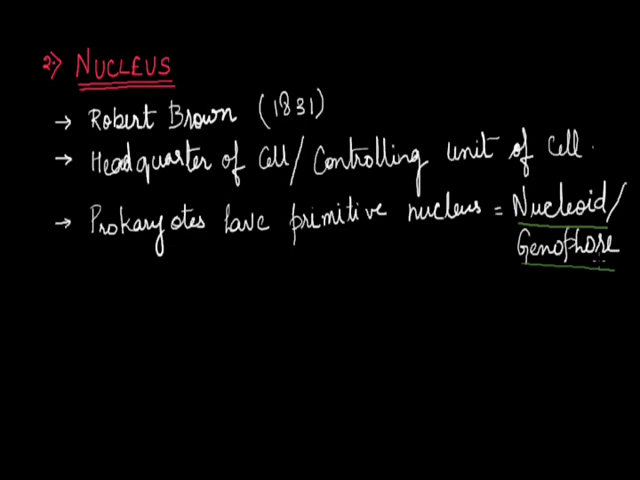 2.) NUCLEUS
→ Robert Brown (1831)
→ Headquarter of Cell/Controlling unit of Cell.
→ Prokaryotes have primitive nucleus = Nucleoid/
Genophore